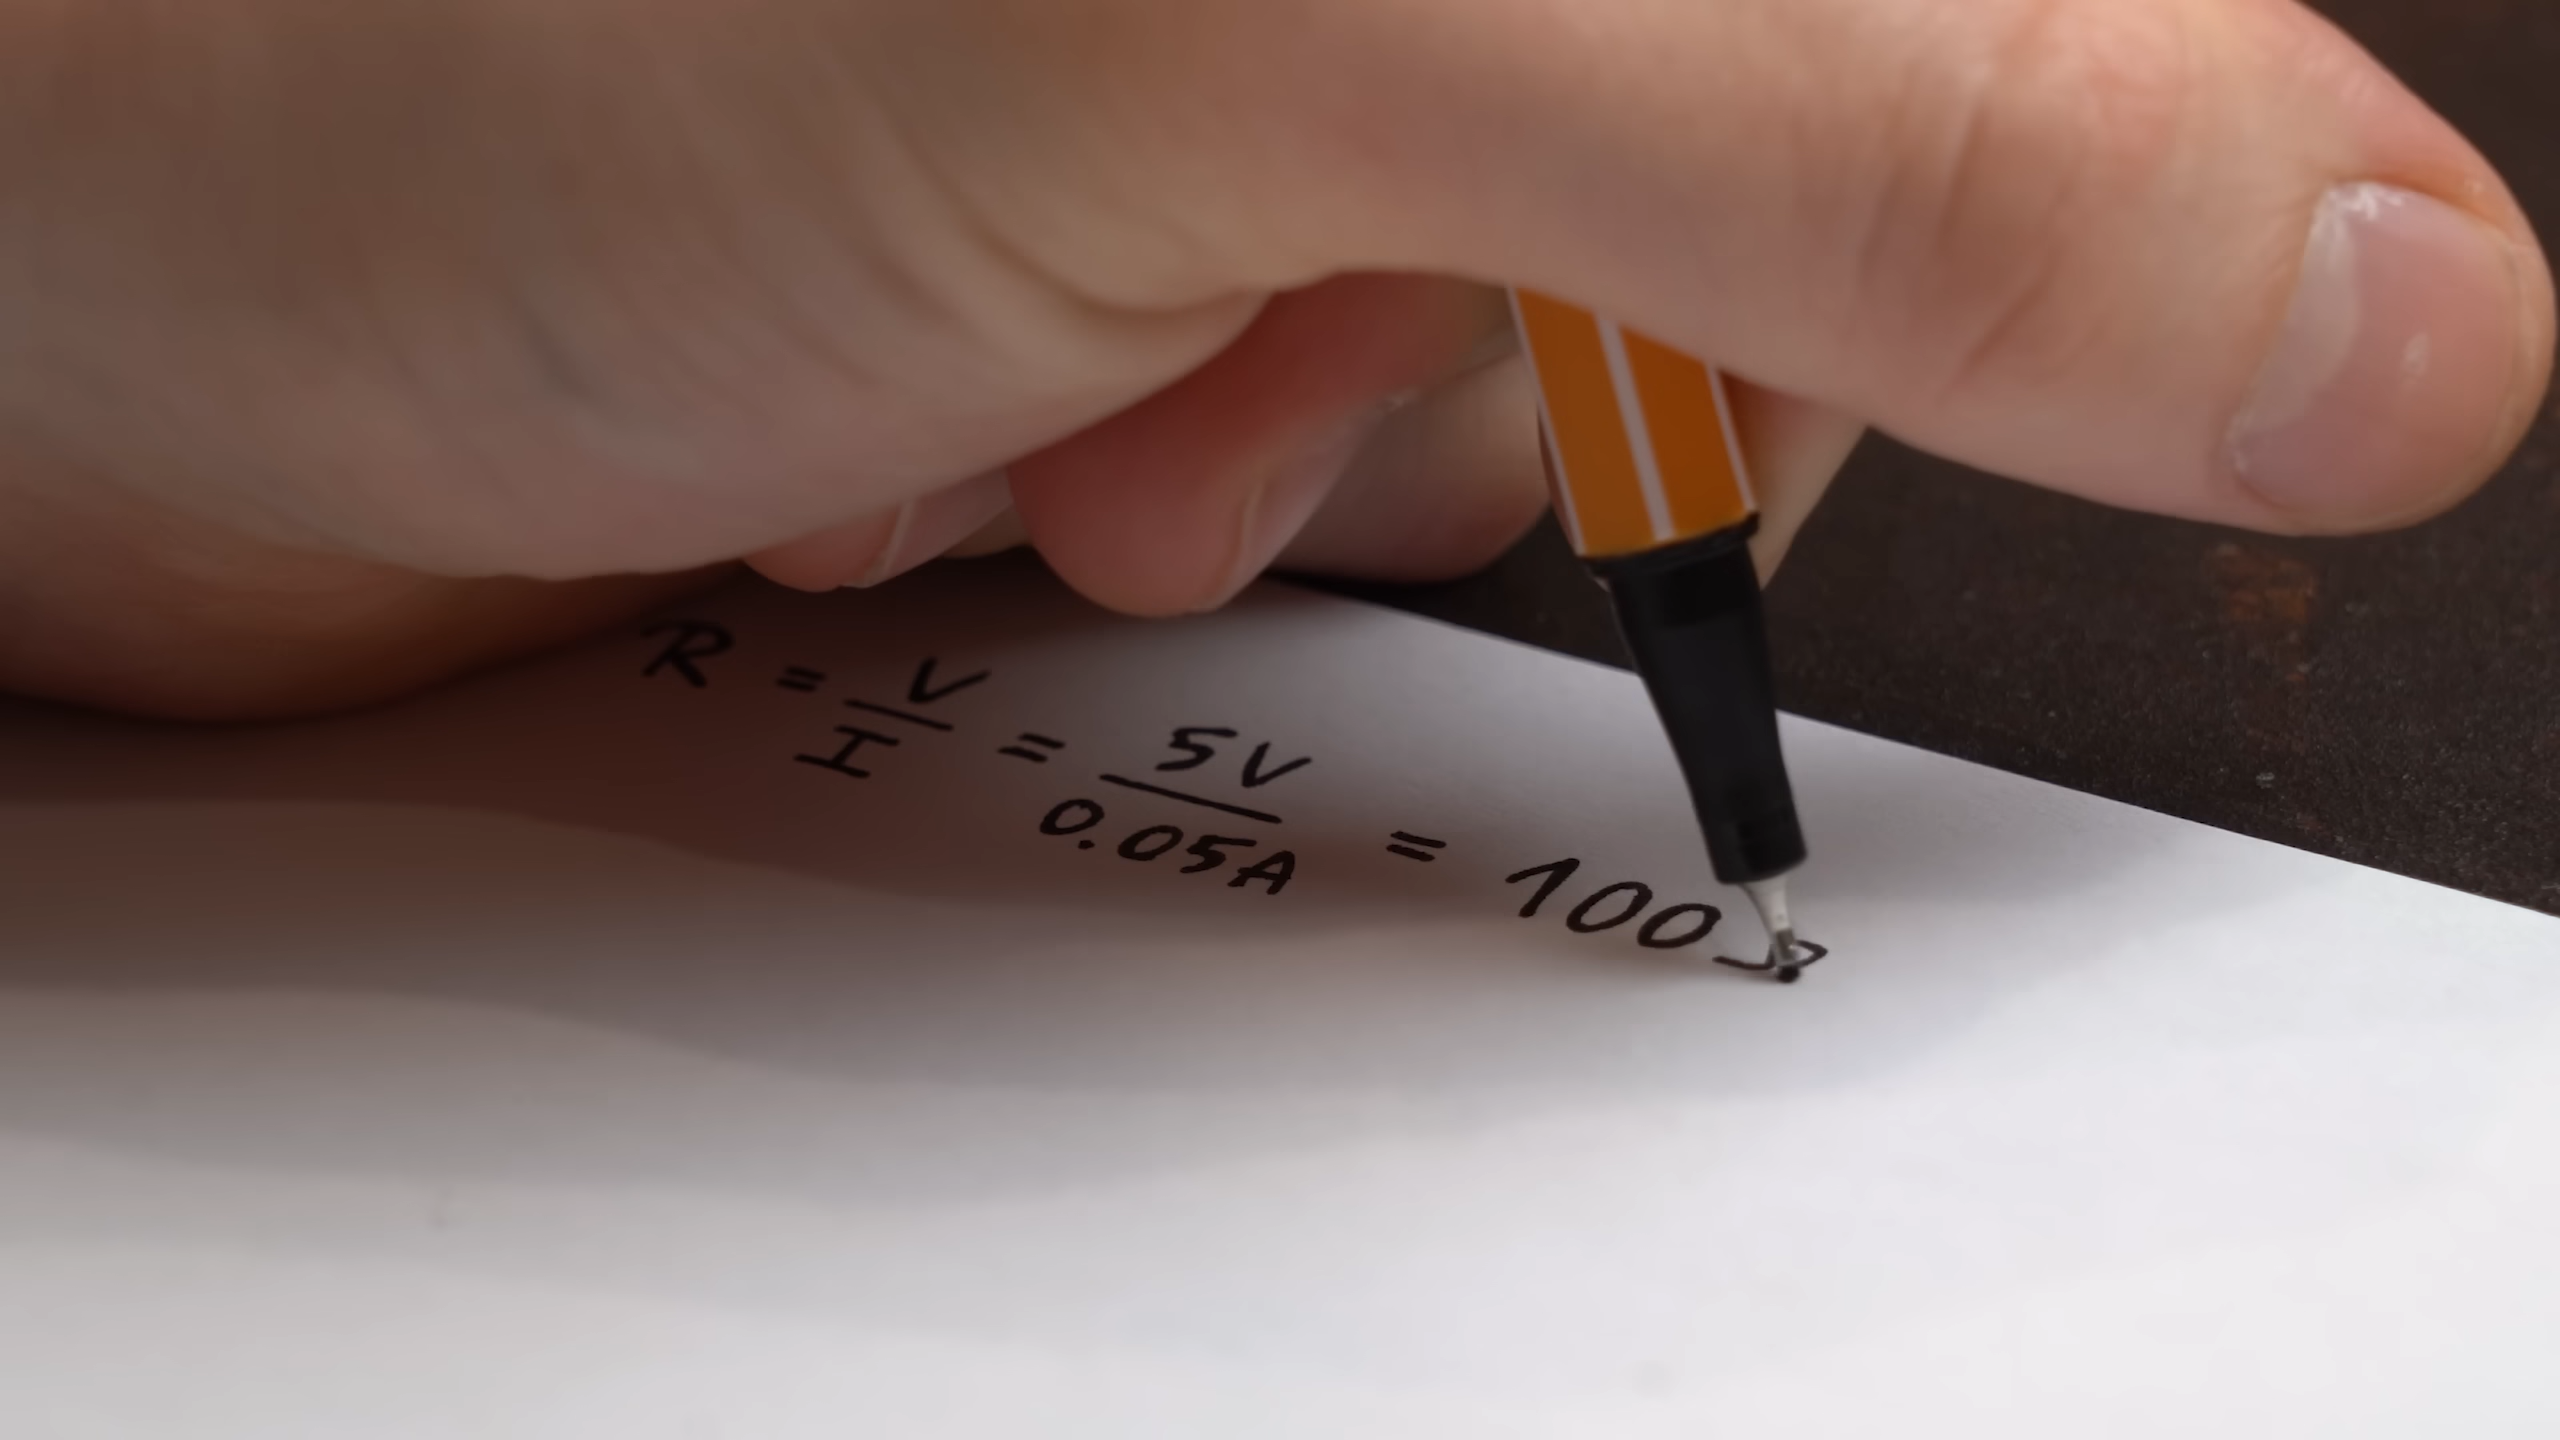 R = V/I = 5V/0.05A = 100